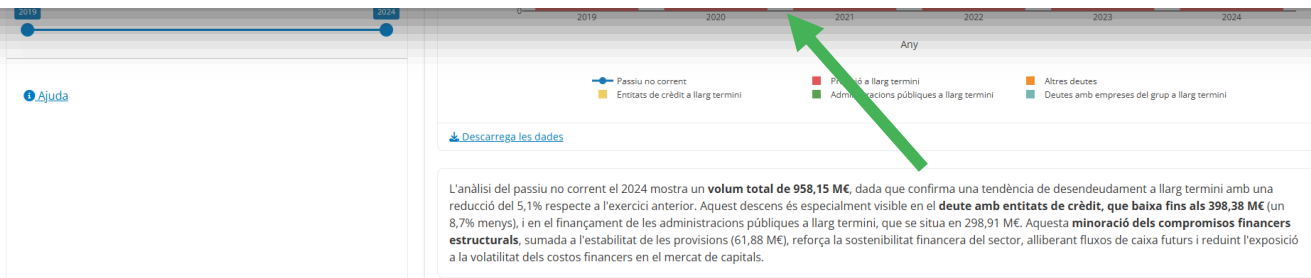 2019
2024
Ajuda
0
2019 2020 2021 2022 2023 2024
Any
Passiu no corrent
Entitats de crèdit a llarg termini
a llarg termini
Administracions públiques a llarg termini
Altres deutes
Deutes amb empreses del grup a llarg termini
Descarrega les dades
L'anàlisi del passiu no corrent el 2024 mostra un volum total de 958,15 M€, dada que confirma una tendència de desendeudament a llarg termini amb una
reducció del 5,1% respecte a l'exercici anterior. Aquest descens és especialment visible en el deute amb entitats de crèdit, que baixa fins als 398,38 M€ (un
8,7% menys), i en el finançament de les administracions públiques a llarg termini, que se situa en 298,91 M€. Aquesta minoració dels compromisos financers
estructurals, sumada a l'estabilitat de les provisions (61,88 M€), reforça la sostenibilitat financera del sector, alliberant fluxos de caixa futurs i reduint l'exposició
a la volatilitat dels costos financers en el mercat de capitals.